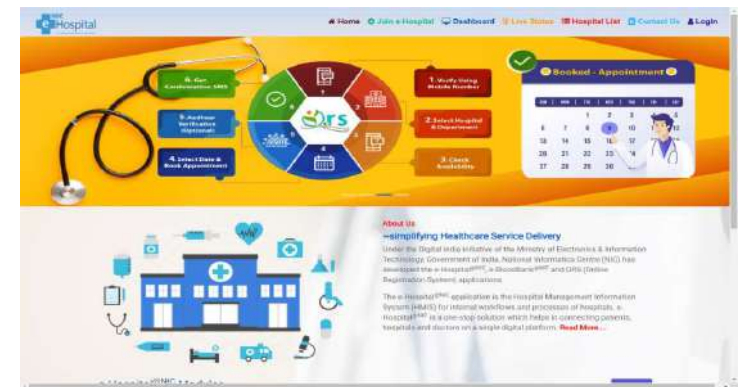 NIC
eHospital
Home Join e-Hospital Dashboard Live Status Hospital List Contact Us Login
6. Get
Confirmation SMS
5. Aadhaar
Verification
(Optional)
4. Select Date &
Book Appointment
Ors
1. Verify Using
Mobile Number
2. Select Hospital
& Department
3. Check
Availability
Booked - Appointment
1 2 3
6 7 8 9 10
13 14 15 16 17
20 21 22 23
27 28 29 30
About Us
e-simplifying Healthcare Service Delivery
Under the Digital India Initiative of the Ministry of Electronics & Information
Technology, Government of India, National Informatics Centre (NIC) has
developed the e-Hospital@NIC, e-BloodBank@NIC and ORS (Online
Registration System) applications.
The e-Hospital@NIC application is the Hospital Management Information
System (HMIS) for internal workflows and processes of hospitals. e-
Hospital@NIC is a one-stop solution which helps in connecting patients,
hospitals and doctors on a single digital platform. Read More...
e-Hospital@NIC Modules